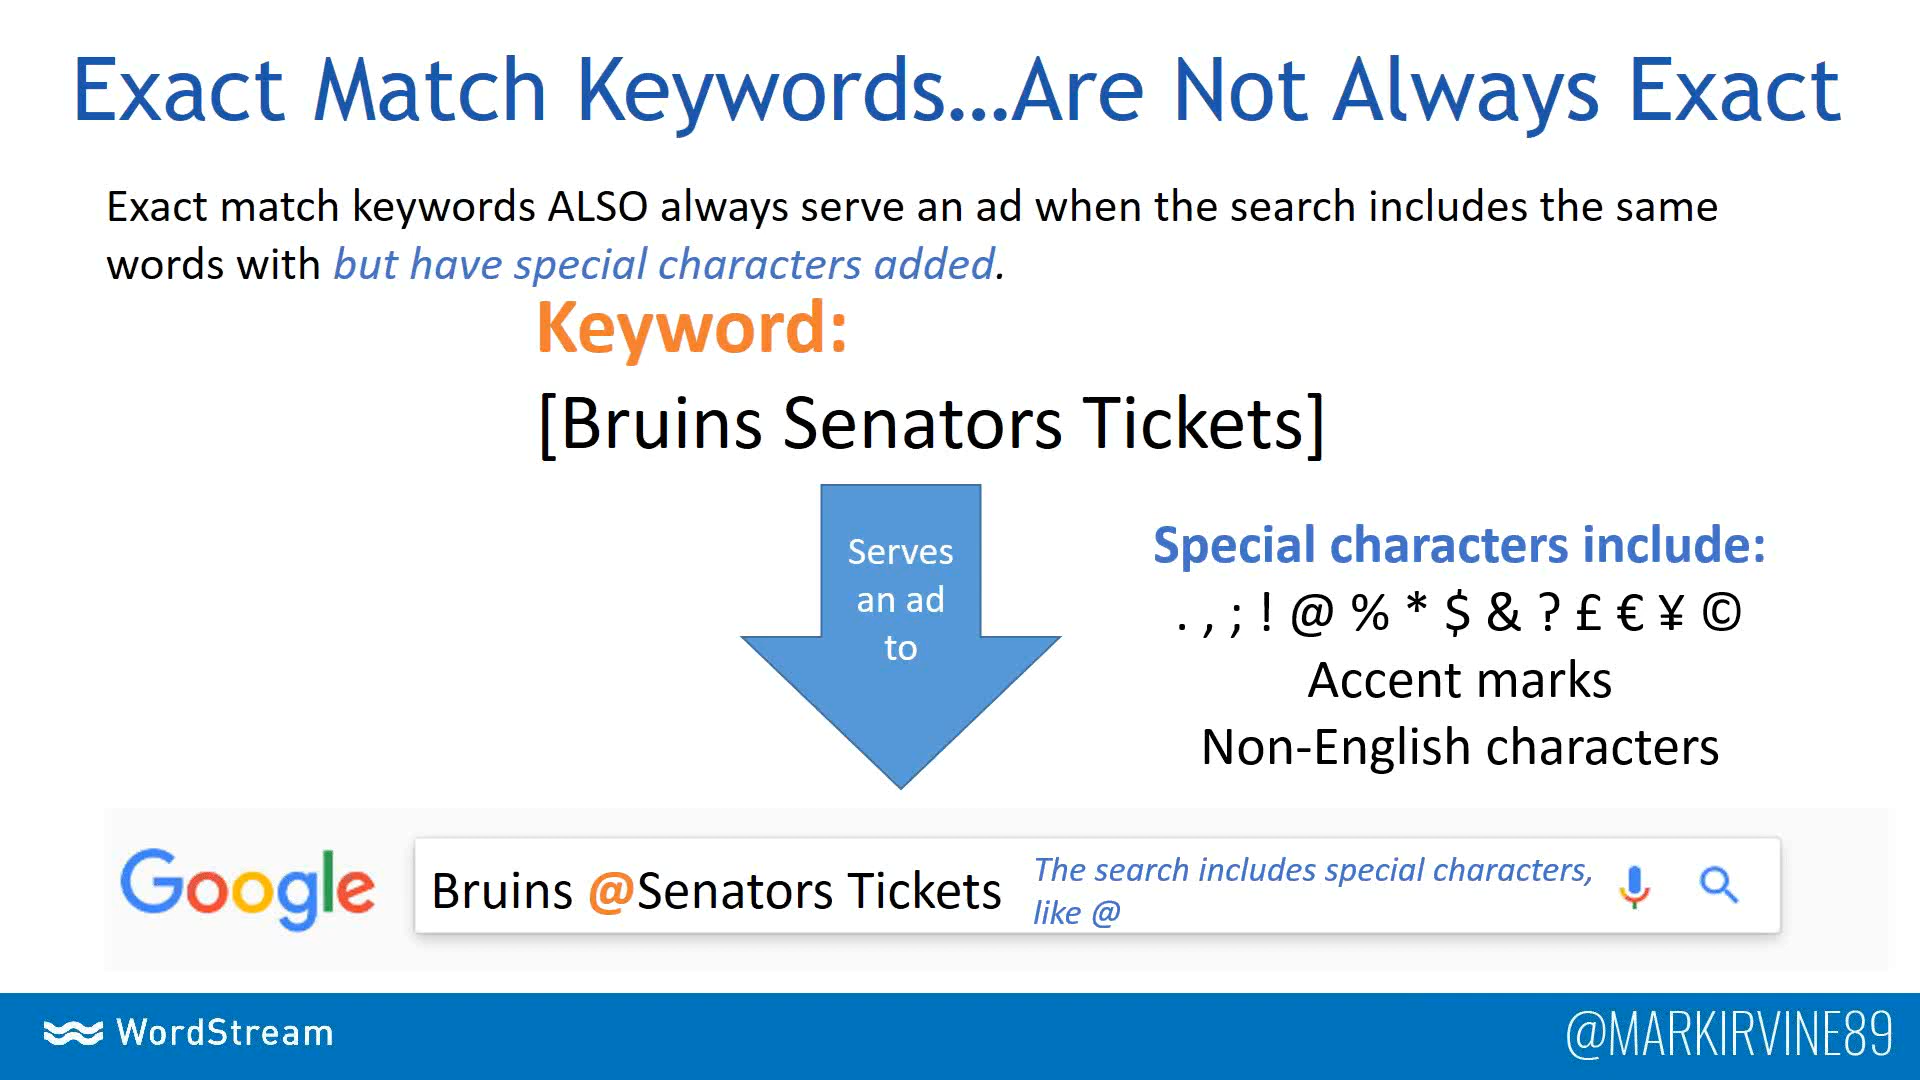 Exact Match Keywords...Are Not Always Exact
Exact match keywords ALSO always serve an ad when the search includes the same
words with but have special characters added.
Keyword:
[Bruins Senators Tickets]
Serves
an ad
to
Special characters include:
. , ; ! @ % * $ & ? £ € ¥ ©
Accent marks
Non-English characters
Google
Bruins @Senators Tickets
The search includes special characters,
like @
WordStream
@MARKIRVINE89